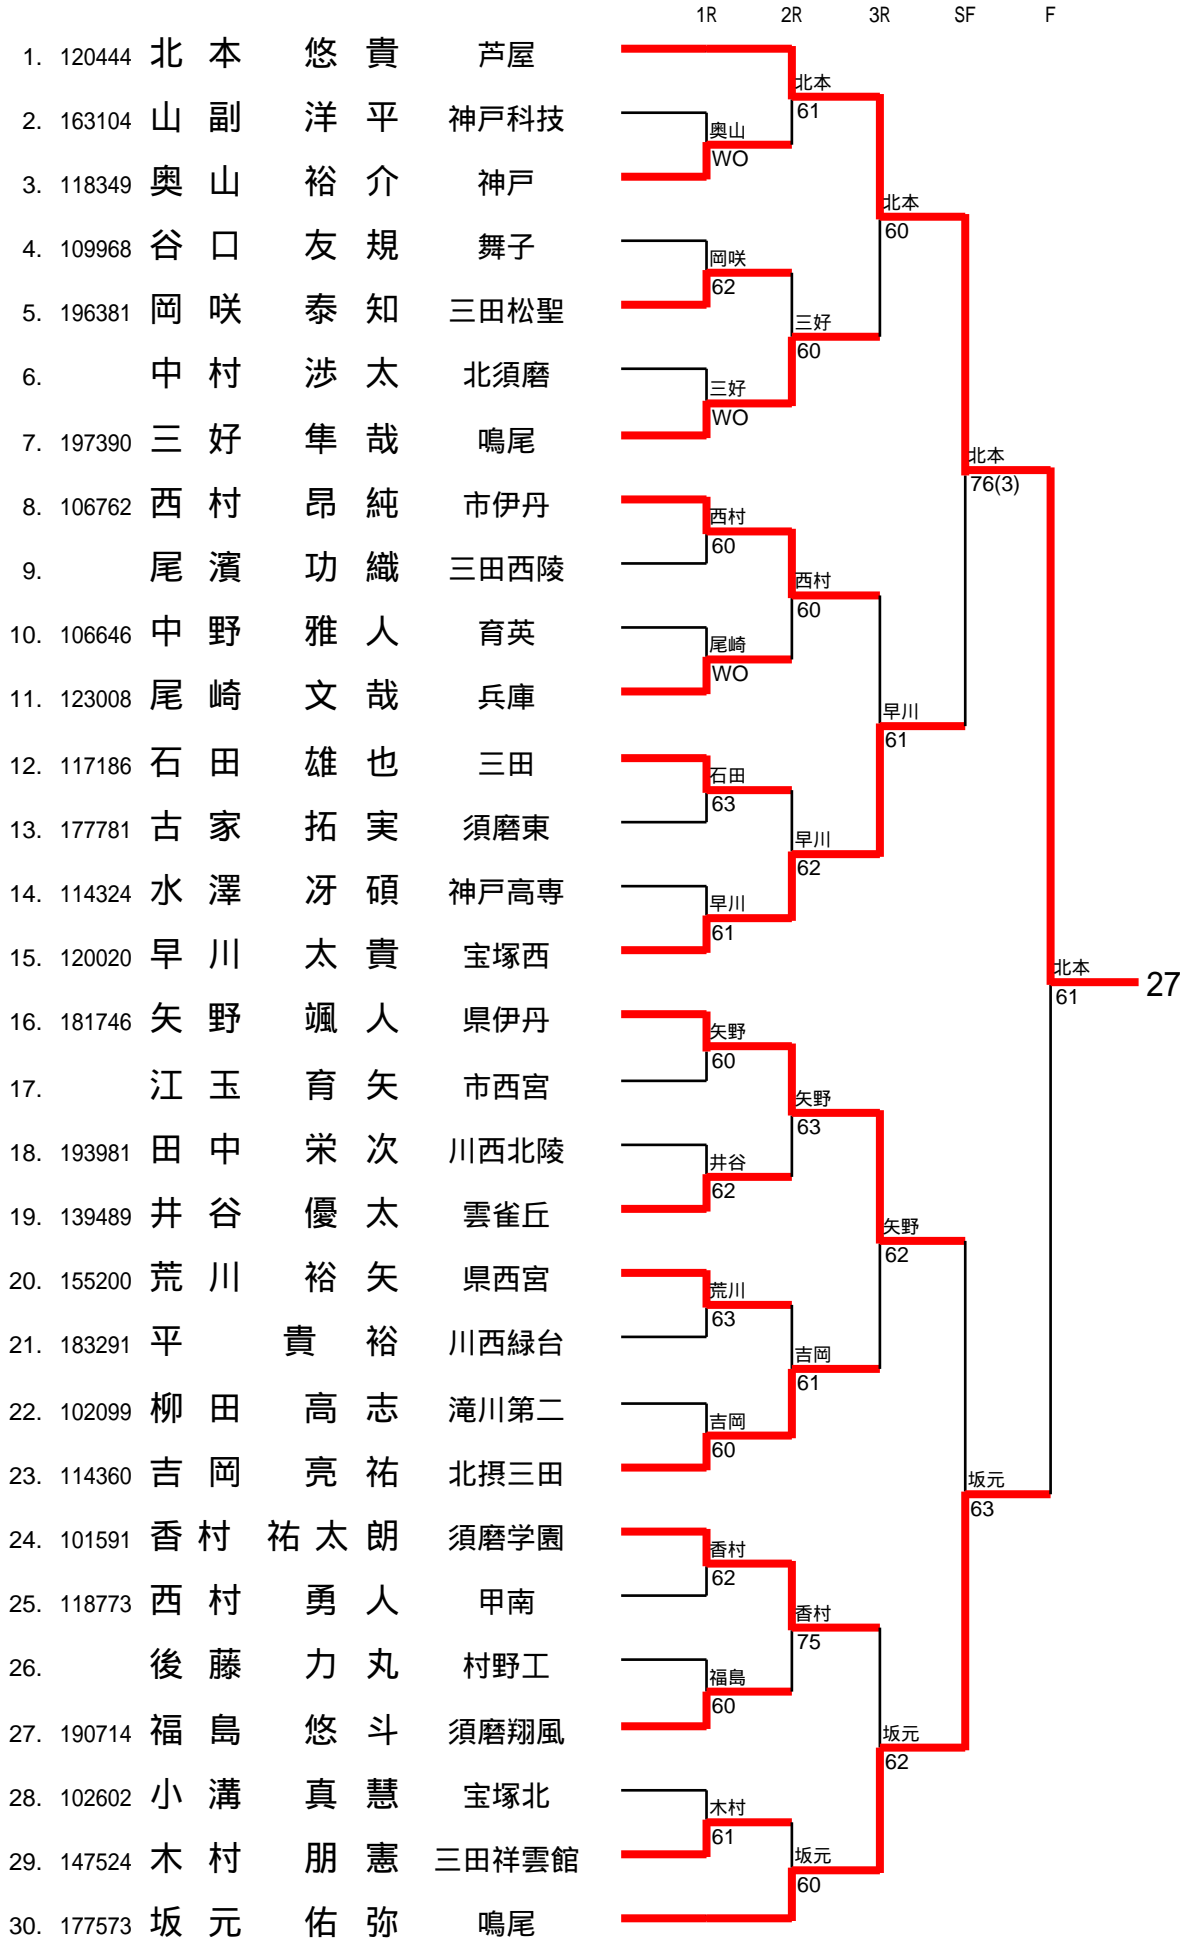 1R 2R 3R SF F
1. 120444 北本 悠貴 芦屋
2. 163104 山副 洋平 神戸科技
3. 118349 奥山 裕介 神戸
4. 109968 谷口 友規 舞子
5. 196381 岡咲 泰知 三田松聖
6. 中村 渉太 北須磨
7. 197390 三好 隼哉 鳴尾
8. 106762 西村 昂純 市伊丹
9. 尾濱 功織 三田西陵
10. 106646 中野 雅人 育英
11. 123008 尾崎 文哉 兵庫
12. 117186 石田 雄也 三田
13. 177781 古家 拓実 須磨東
14. 114324 水澤 冴碩 神戸高専
15. 120020 早川 太貴 宝塚西
16. 181746 矢野 颯人 県伊丹
17. 江玉 育矢 市西宮
18. 193981 田中 栄次 川西北陵
19. 139489 井谷 優太 雲雀丘
20. 155200 荒川 裕矢 県西宮
21. 183291 平 貴裕 川西緑台
22. 102099 柳田 高志 滝川第二
23. 114360 吉岡 亮祐 北摂三田
24. 101591 香村 祐太朗 須磨学園
25. 118773 西村 勇人 甲南
26. 後藤 力丸 村野工
27. 190714 福島 悠斗 須磨翔風
28. 102602 小溝 真慧 宝塚北
29. 147524 木村 朋憲 三田祥雲館
30. 177573 坂元 佑弥 鳴尾
奥山
WO
岡咲
62
三好
WO
西村
60
尾崎
WO
石田
63
早川
61
矢野
60
井谷
62
荒川
63
吉岡
60
香村
62
福島
60
木村
61
北本
61
三好
60
西村
60
早川
62
矢野
63
吉岡
61
香村
75
坂元
60
北本
60
早川
61
矢野
62
坂元
62
北本
76(3)
坂元
63
北本
61
27